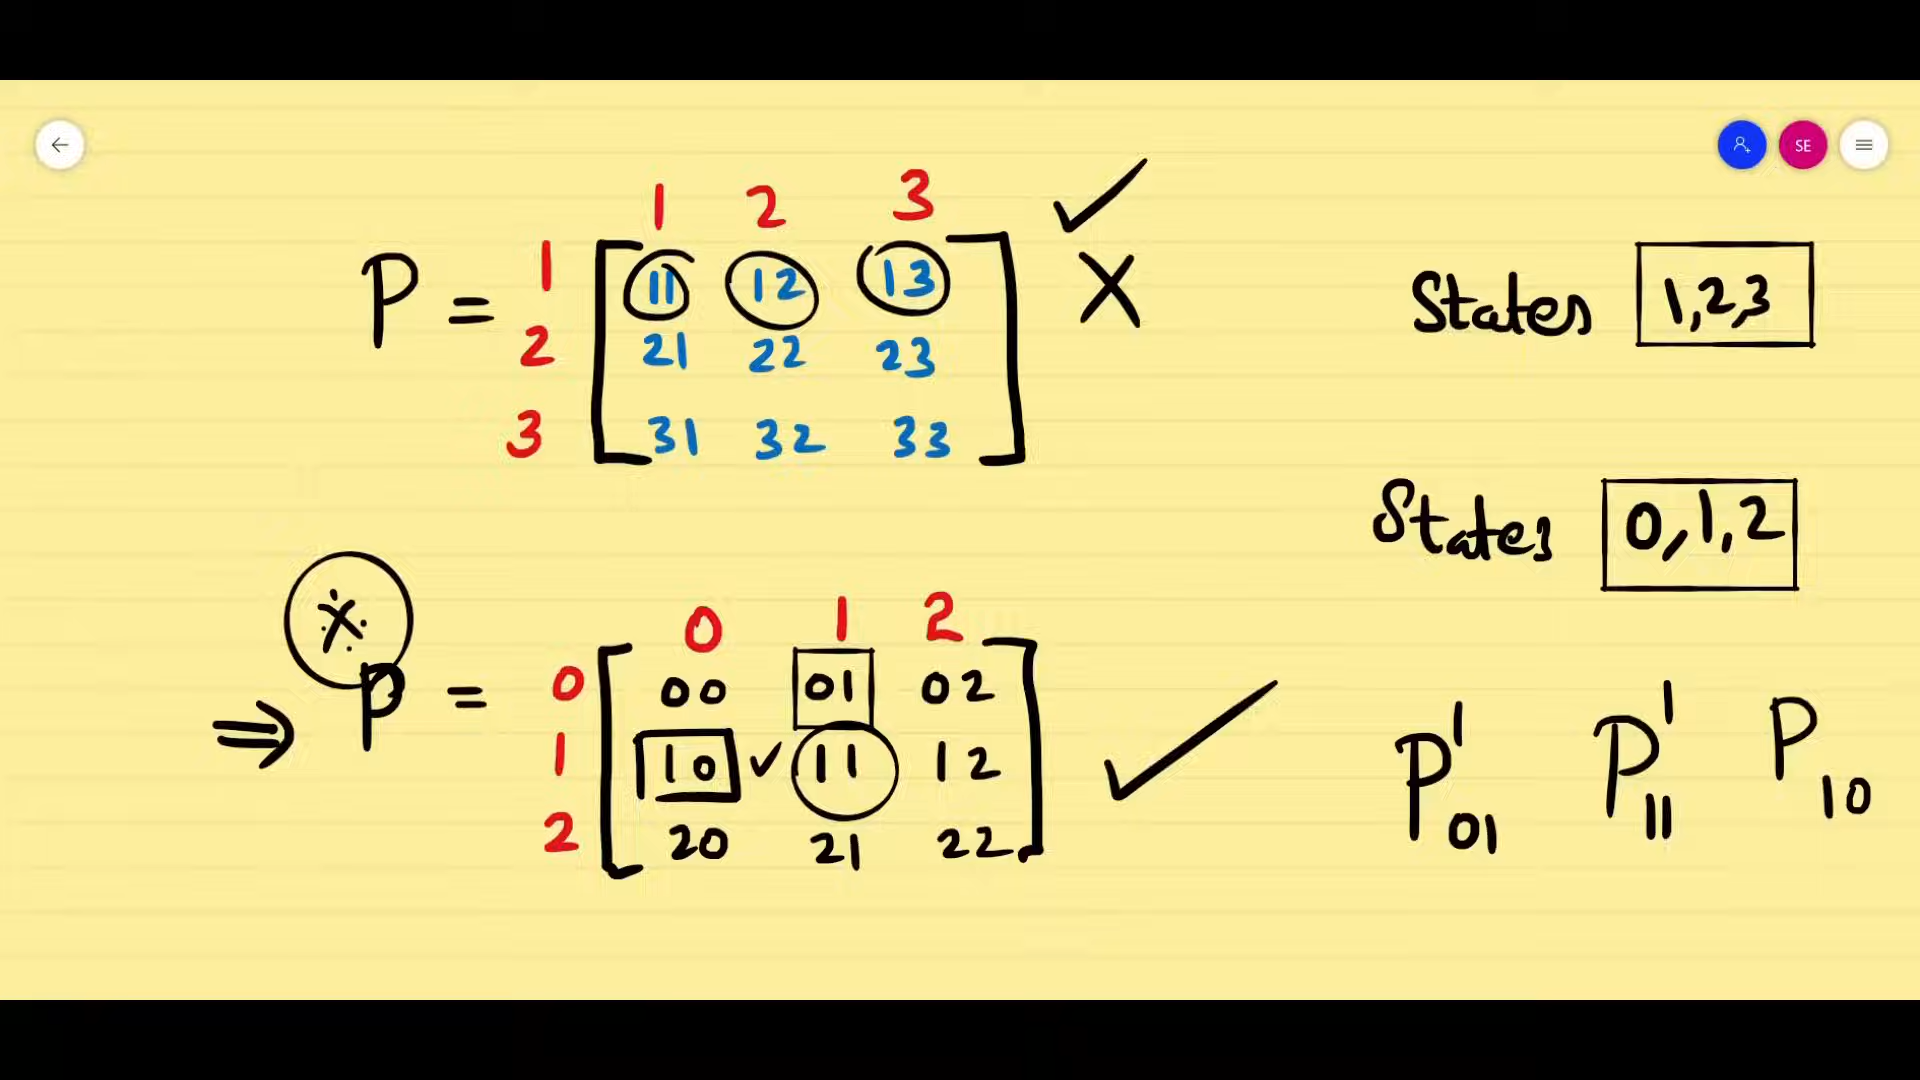 SE
1 2 3
P = 1 [ 11 12 13 ] ✓ X
2 21 22 23
3 31 32 33
States 1,2,3
States 0,1,2
X
0 1 2
⇒ P = 0 [ 00 01 02 ] ✓
1 10 ✓ 11 12
2 20 21 22
P¹₀₁ P¹₁₁ P₁₀